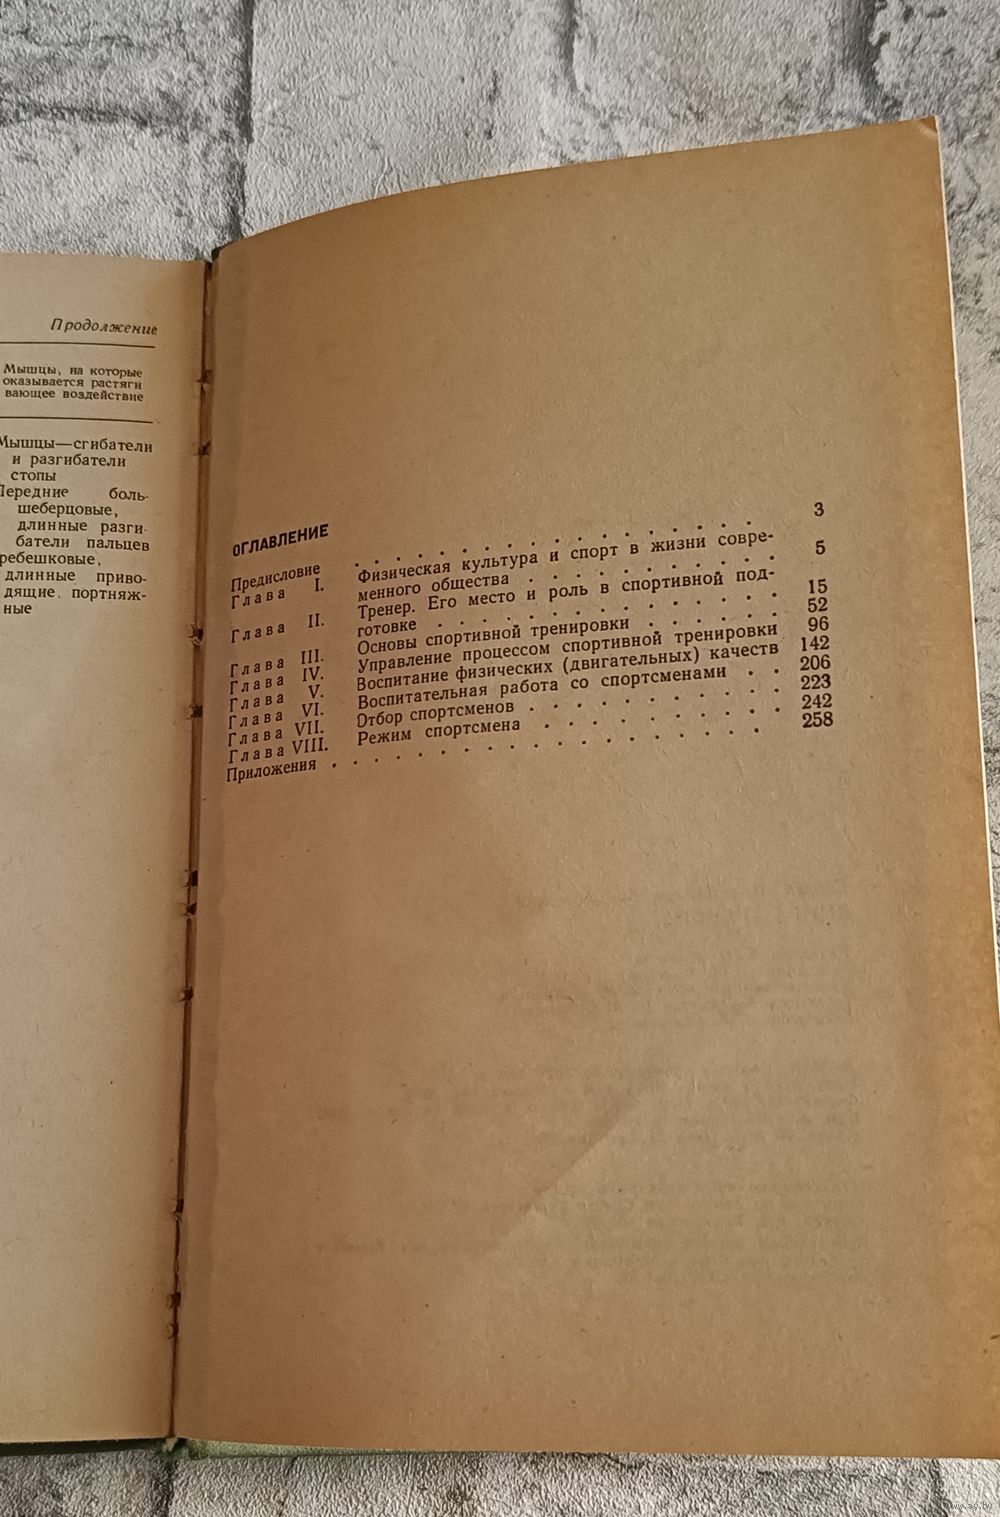 Продолжение
Мышцы, на которые
оказывается растяги
вающее воздействие
Мышцы—сгибатели
и разгибатели
стопы
Передние боль-
шеберцовые,
длинные разги-
батели пальцев
ребешковые,
длинные приво-
дящие, портняж-
ные
ОГЛАВЛЕНИЕ
Предисловие . . . . . . . . . . . . . . . . . 3
Глава I. Физическая культура и спорт в жизни совре-
менного общества . . . . . . . . . . . 5
Глава II. Тренер. Его место и роль в спортивной под-
готовке . . . . . . . . . . . . . . 15
Глава III. Основы спортивной тренировки . . . . . . 52
Глава IV. Управление процессом спортивной тренировки 96
Глава V. Воспитание физических (двигательных) качеств 142
Глава VI. Воспитательная работа со спортсменами . . 206
Глава VII. Отбор спортсменов . . . . . . . . . . . 223
Глава VIII. Режим спортсмена . . . . . . . . . . . 242
Приложения . . . . . . . . . . . . . . . . . . 258
www.ay.by